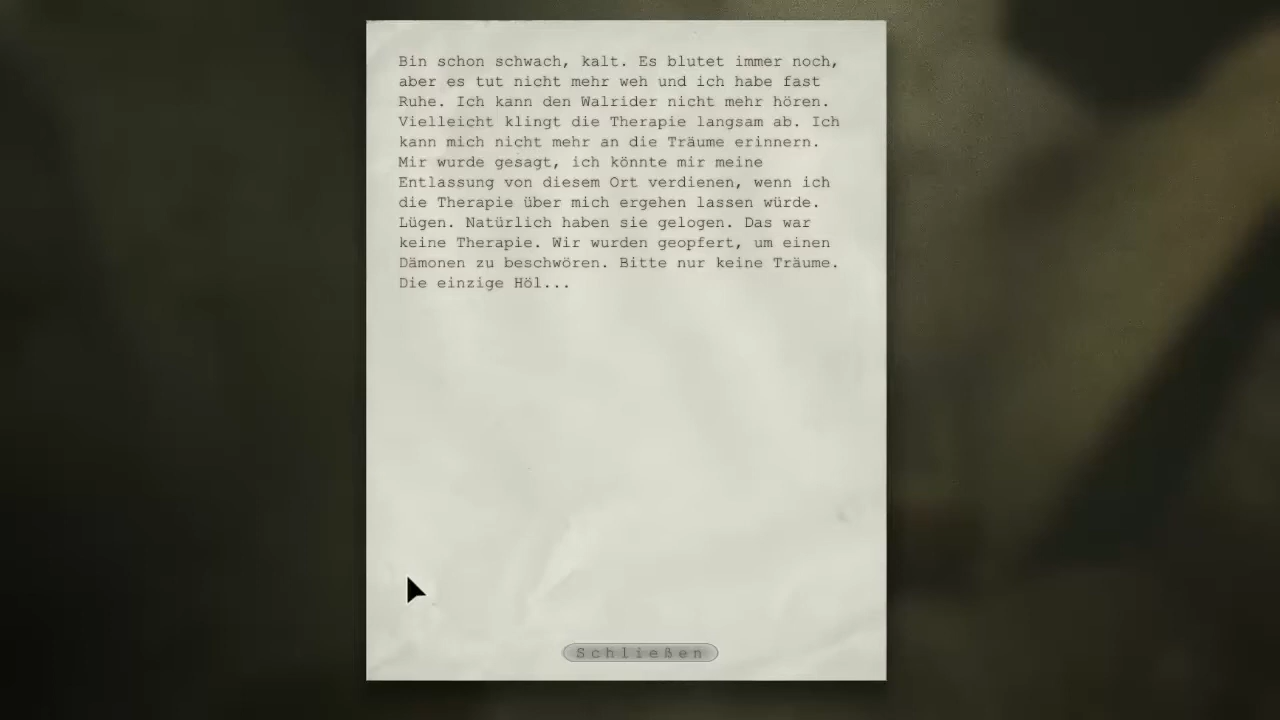 Bin schon schwach, kalt. Es blutet immer noch,
aber es tut nicht mehr weh und ich habe fast
Ruhe. Ich kann den Walrider nicht mehr hören.
Vielleicht klingt die Therapie langsam ab. Ich
kann mich nicht mehr an die Träume erinnern.
Mir wurde gesagt, ich könnte mir meine
Entlassung von diesem Ort verdienen, wenn ich
die Therapie über mich ergehen lassen würde.
Lügen. Natürlich haben sie gelogen. Das war
keine Therapie. Wir wurden geopfert, um einen
Dämonen zu beschwören. Bitte nur keine Träume.
Die einzige Höl...
Schließen